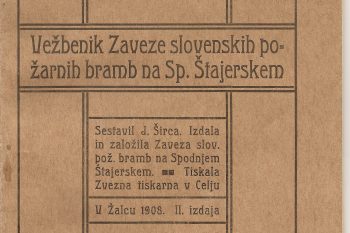 Vežbenik Zaveze slovenskih po-
žarnih bramb na Sp. Štajerskem
Sestavil J. Širca. Izdala
in založila Zaveza slov.
pož. bramb na Spodnjem
Štajerskem. Tiskala
Zvezna tiskarna v Celju
V Žalcu 1908. II. izdaja